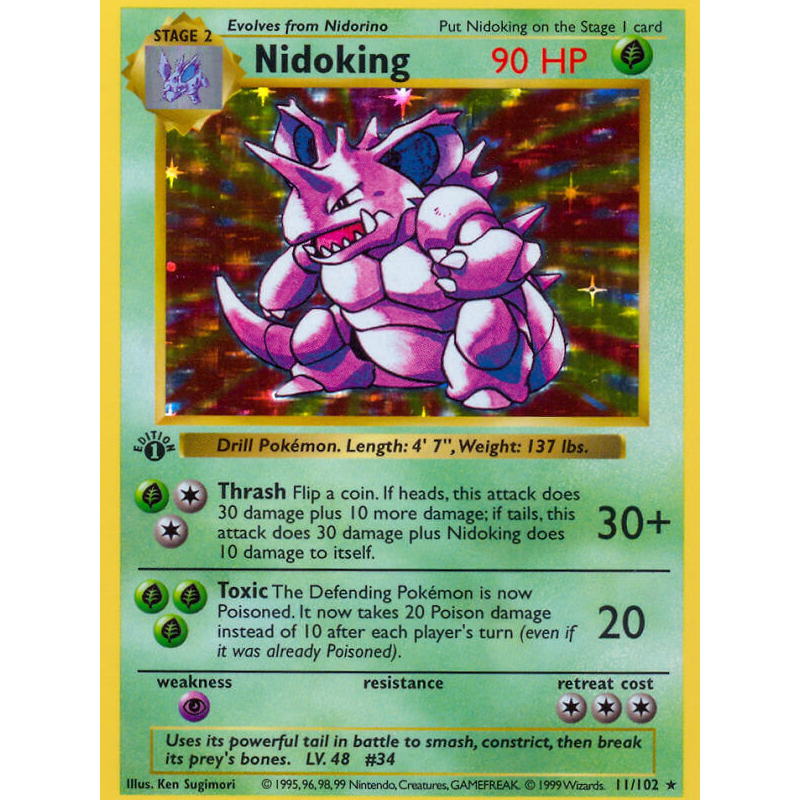 Evolves from Nidorino
Put Nidoking on the Stage 1 card
STAGE 2
Nidoking
90 HP
EDITION
1
Drill Pokémon. Length: 4' 7", Weight: 137 lbs.
Thrash Flip a coin. If heads, this attack does
30 damage plus 10 more damage; if tails, this
attack does 30 damage plus Nidoking does
10 damage to itself.
30+
Toxic The Defending Pokémon is now
Poisoned. It now takes 20 Poison damage
instead of 10 after each player's turn (even if
it was already Poisoned).
20
weakness
resistance
retreat cost
Uses its powerful tail in battle to smash, constrict, then break
its prey's bones. LV. 48 #34
Illus. Ken Sugimori
© 1995, 96, 98, 99 Nintendo, Creatures, GAMEFREAK. © 1999 Wizards.
11/102 ★